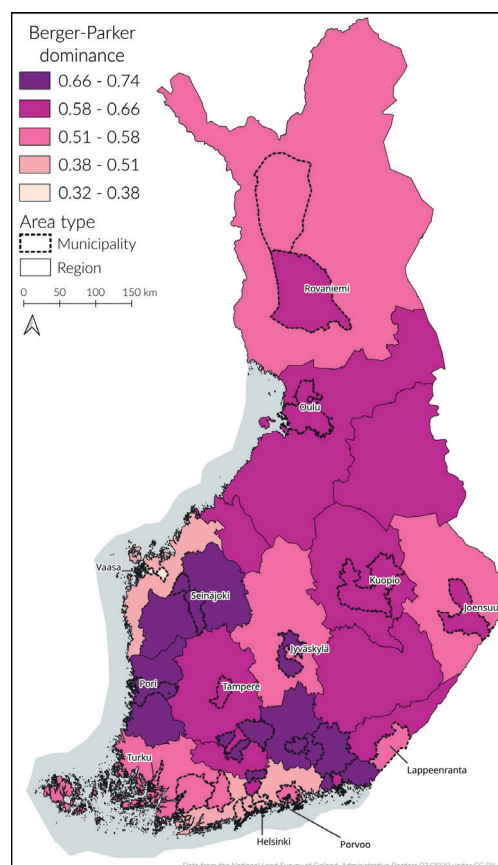 Berger-Parker
dominance
0.66 - 0.74
0.58 - 0.66
0.51 - 0.58
0.38 - 0.51
0.32 - 0.38
Area type
Municipality
Region
0 50 100 150 km
Rovaniemi
Oulu
Vaasa
Kuopio
Seinäjoki
Joensuu
Jyväskylä
Pori
Tampere
Turku
Lappeenranta
Helsinki
Porvoo